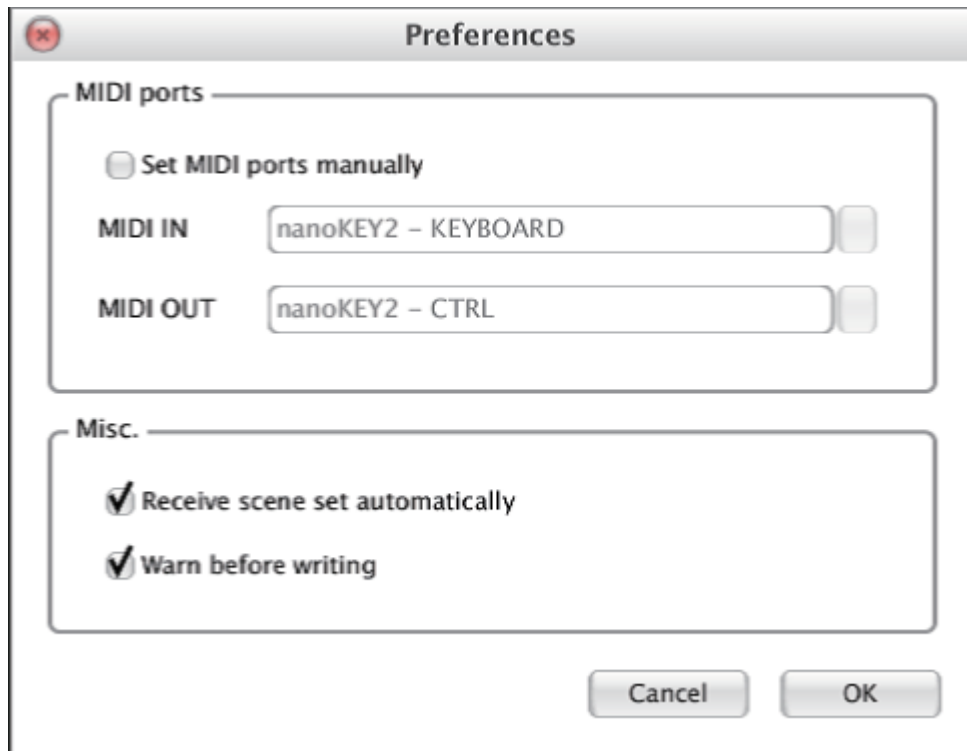 Preferences
MIDI ports
Set MIDI ports manually
MIDI IN nanoKEY2 – KEYBOARD
MIDI OUT nanoKEY2 – CTRL
Misc.
Receive scene set automatically
Warn before writing
Cancel OK